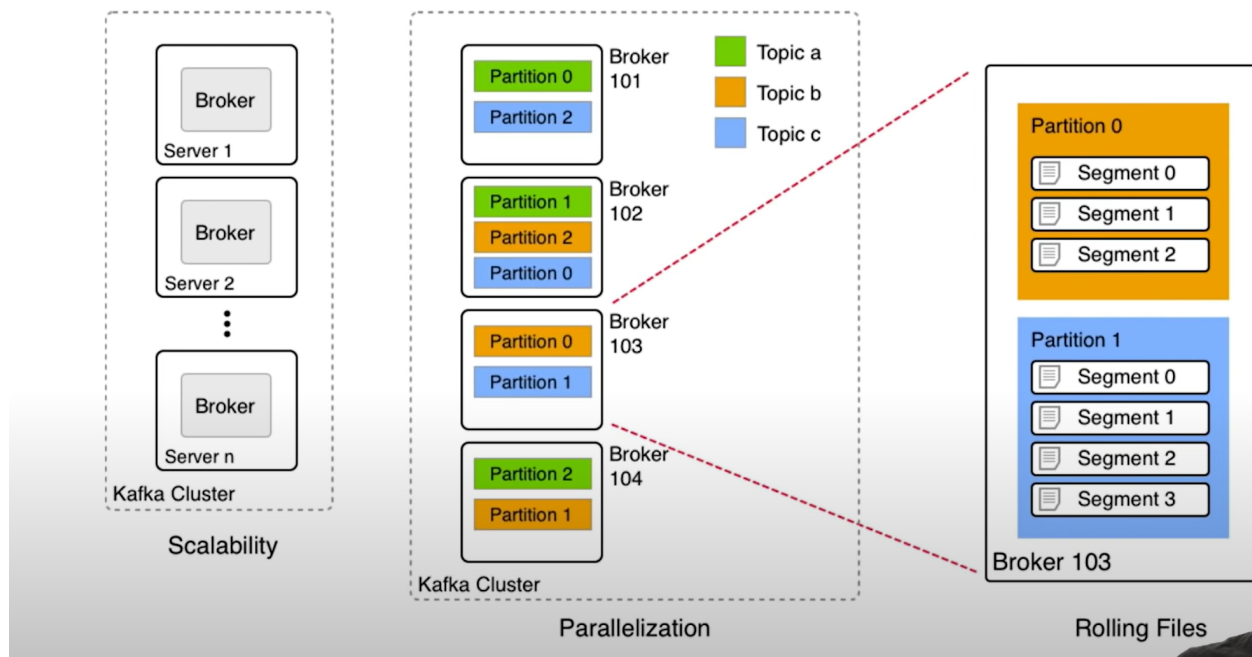 Broker
Server 1
Broker
Server 2
Broker
Server n
Kafka Cluster
Scalability
Broker
101
Partition 0
Partition 2
Broker
102
Partition 1
Partition 2
Partition 0
Broker
103
Partition 0
Partition 1
Broker
104
Partition 2
Partition 1
Kafka Cluster
Topic a
Topic b
Topic c
Parallelization
Partition 0
Segment 0
Segment 1
Segment 2
Partition 1
Segment 0
Segment 1
Segment 2
Segment 3
Broker 103
Rolling Files